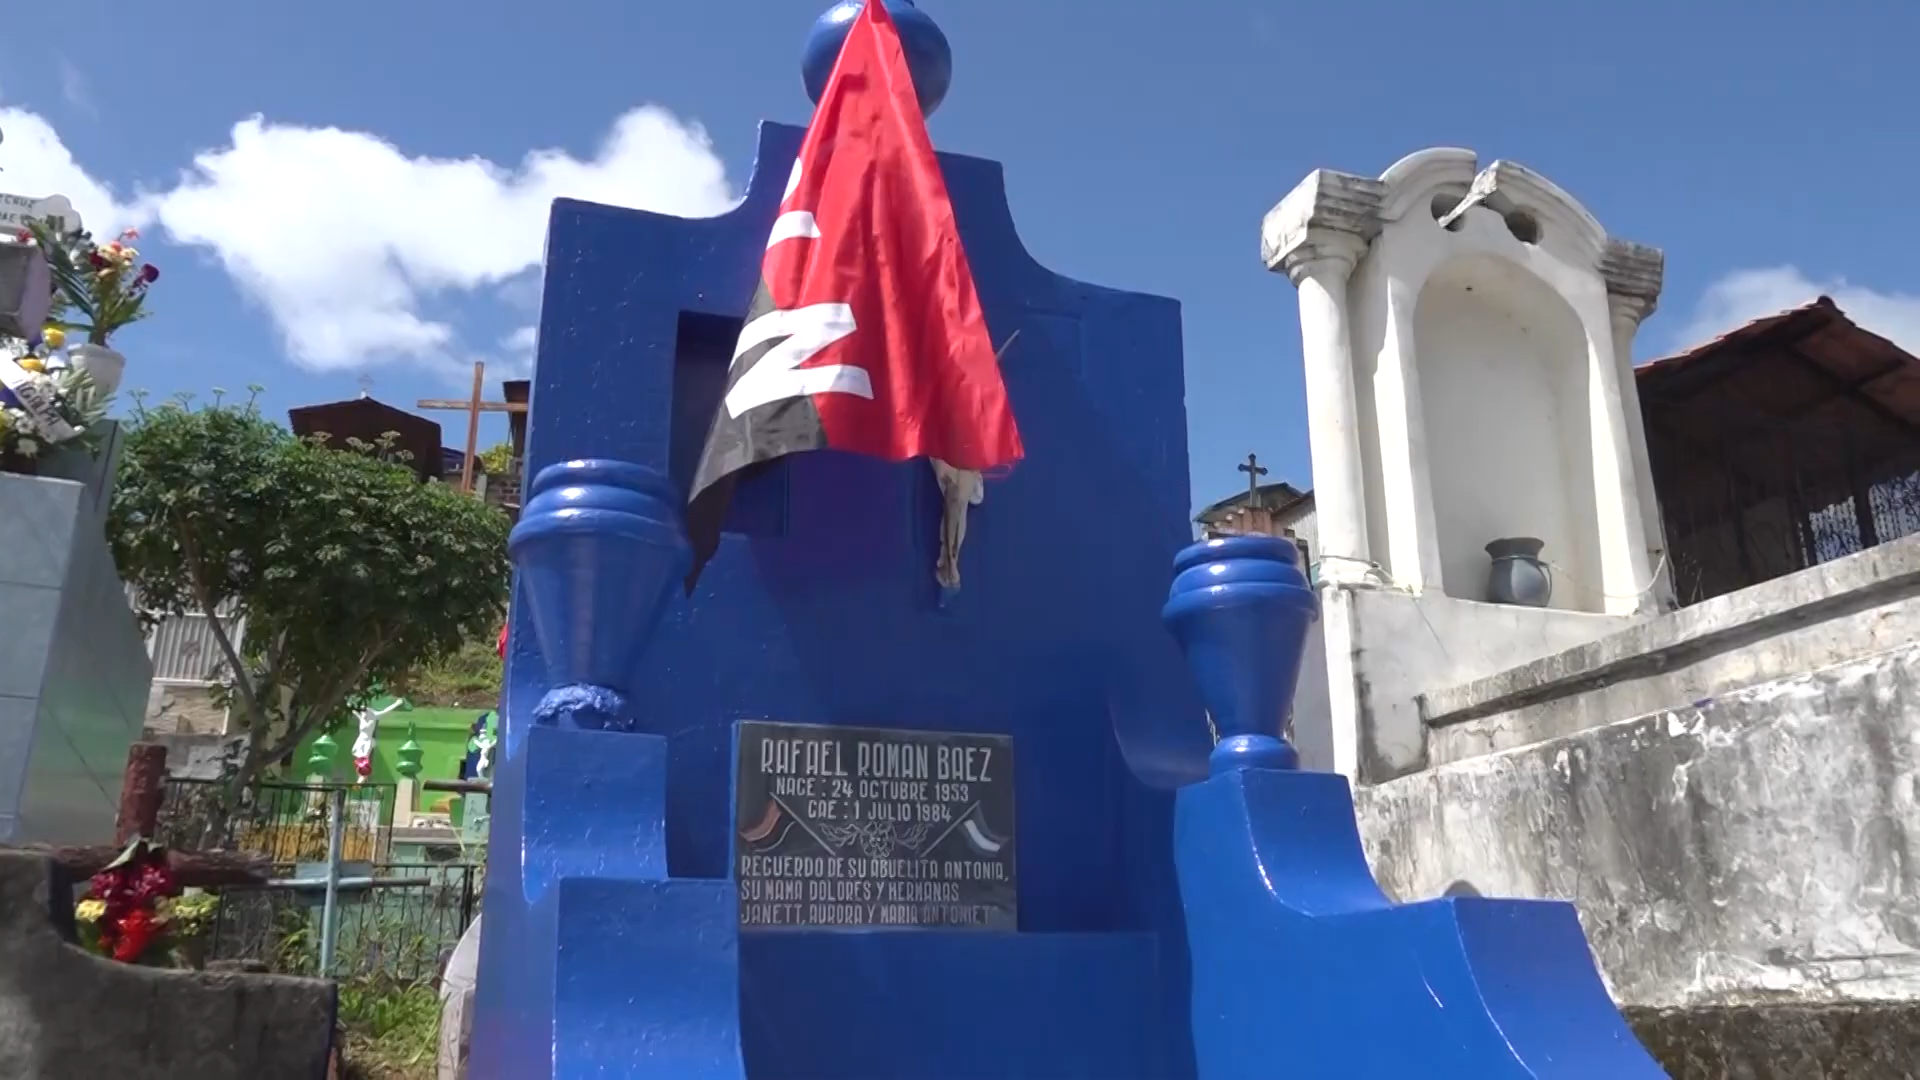 RAFAEL ROMAN BAEZ
NACE : 24 OCTUBRE 1953
CAE : 1 JULIO 1984
RECUERDO DE SU ABUELITA ANTONIA,
SU MAMA DOLORES Y HERMANAS
JANETT, AURORA Y MARIA ANTONIET
N